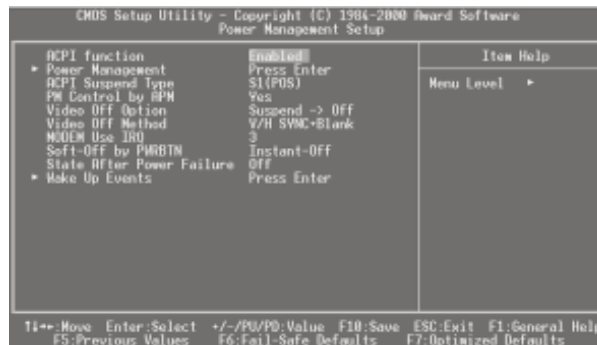 CMOS Setup Utility - Copyright (C) 1984-2000 Award Software
Power Management Setup
ACPI function Enabled
► Power Management Press Enter
ACPI Suspend Type S1(POS)
PM Control by APM Yes
Video Off Option Suspend -> Off
Video Off Method V/H SYNC+Blank
MODEM Use IRQ 3
Soft-Off by PWRBTN Instant-Off
State After Power Failure Off
► Wake Up Events Press Enter
Item Help
Menu Level ►
↑↓←→:Move Enter:Select +/-/PU/PD:Value F10:Save ESC:Exit F1:General Help
F5:Previous Values F6:Fail-Safe Defaults F7:Optimized Defaults